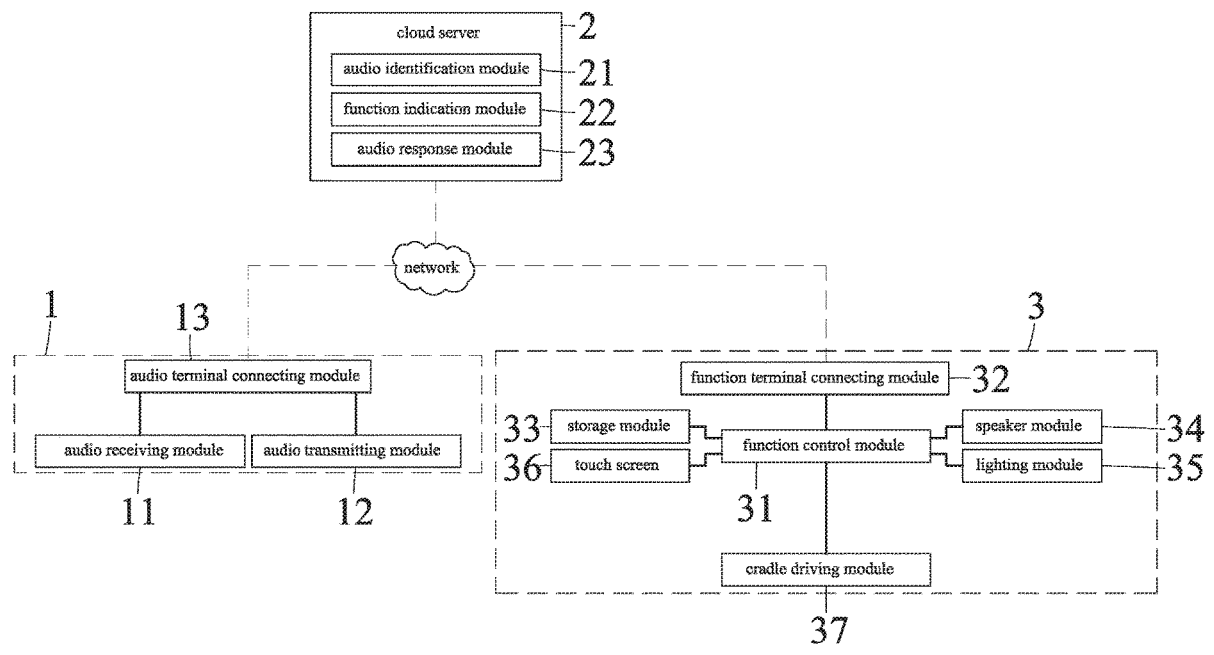 cloud server
2
audio identification module
21
function indication module
22
audio response module
23
network
1
13
audio terminal connecting module
audio receiving module
audio transmitting module
11
12
3
function terminal connecting module
32
33
storage module
speaker module
34
function control module
36
touch screen
lighting module
35
31
cradle driving module
37